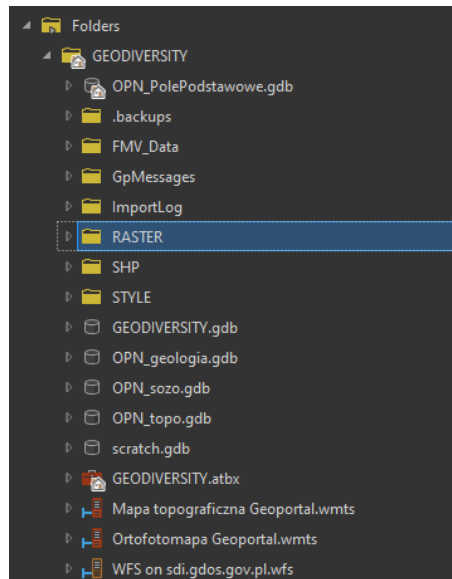 Folders
GEODIVERSITY
OPN_PolePodstawowe.gdb
.backups
FMV_Data
GpMessages
ImportLog
RASTER
SHP
STYLE
GEODIVERSITY.gdb
OPN_geologia.gdb
OPN_sozo.gdb
OPN_topo.gdb
scratch.gdb
GEODIVERSITY.atbx
Mapa topograficzna Geoportal.wmts
Ortofotomapa Geoportal.wmts
WFS on sdi.gdos.gov.pl.wfs